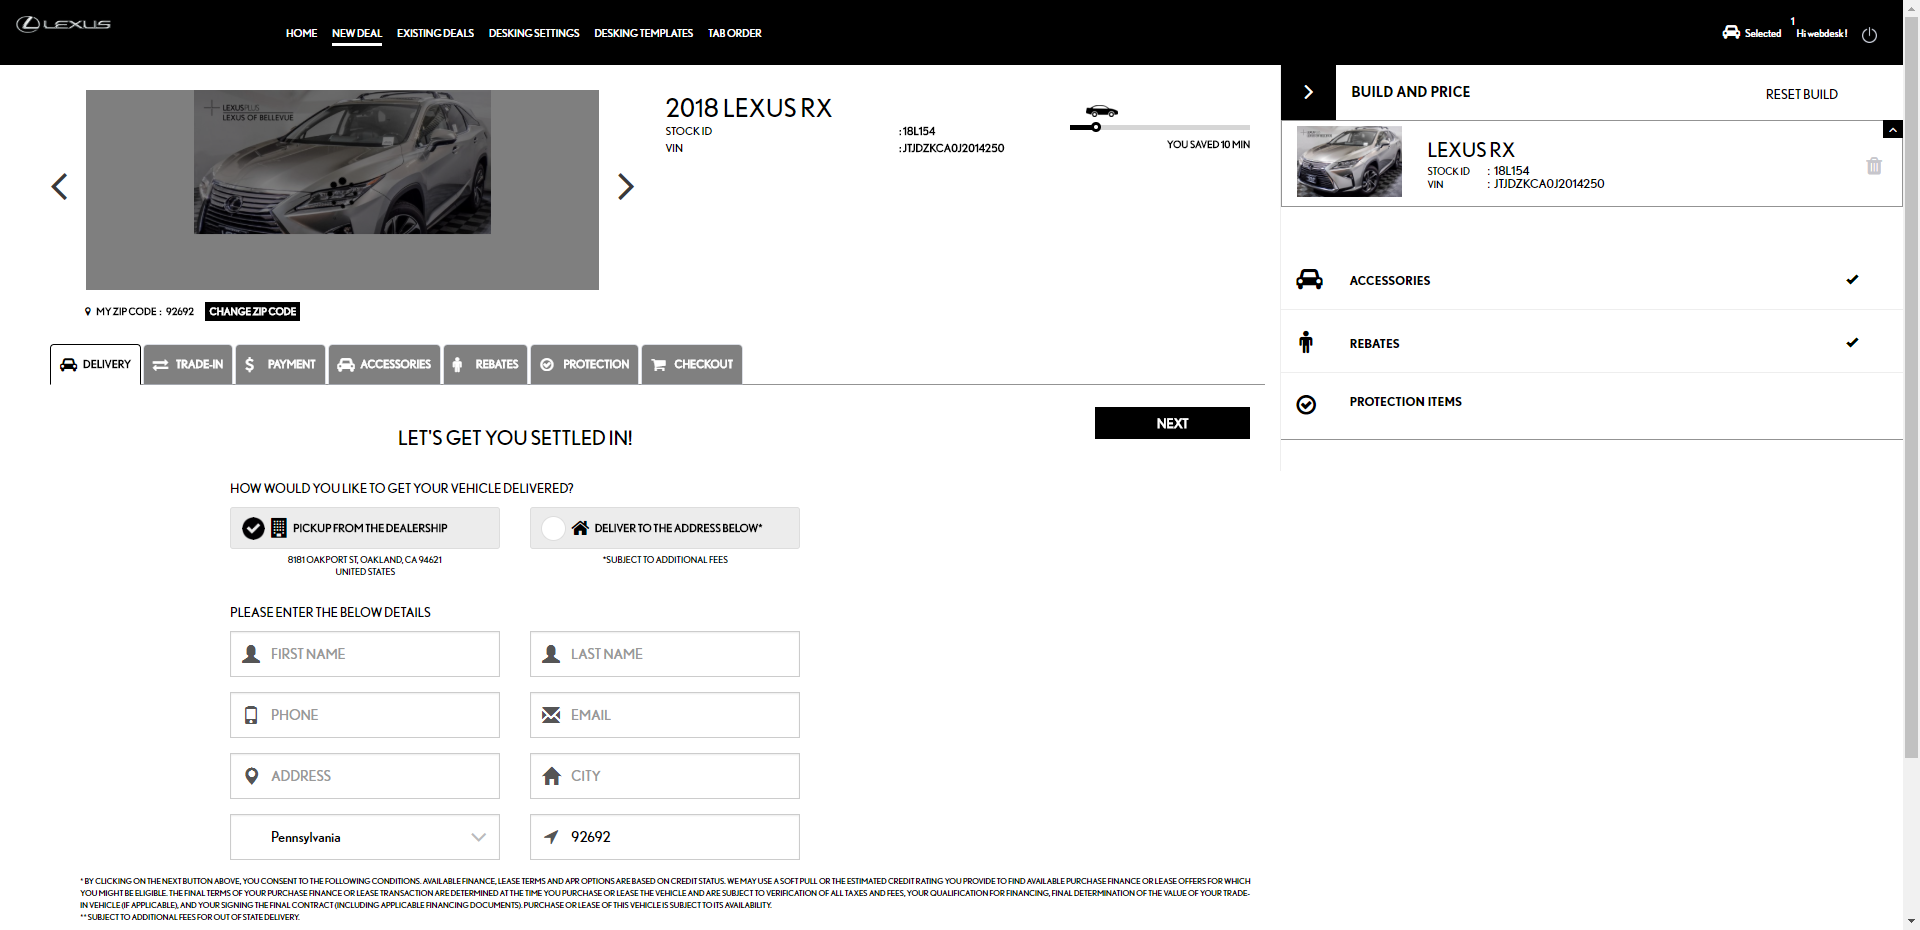 LEXUS
HOME NEW DEAL EXISTING DEALS DESKING SETTINGS DESKING TEMPLATES TAB ORDER
1
Selected Hi webdesk!
LEXUSPLUS
LEXUS OF BELLEVUE
2018 LEXUS RX
STOCK ID : 18L154
VIN : JTJDZKCA0J2014250
YOU SAVED 10 MIN
MY ZIP CODE : 92692 CHANGE ZIP CODE
DELIVERY TRADE-IN $ PAYMENT ACCESSORIES REBATES PROTECTION CHECKOUT
NEXT
LET'S GET YOU SETTLED IN!
HOW WOULD YOU LIKE TO GET YOUR VEHICLE DELIVERED?
PICKUP FROM THE DEALERSHIP DELIVER TO THE ADDRESS BELOW*
8181 OAKPORT ST, OAKLAND, CA 94621 *SUBJECT TO ADDITIONAL FEES
UNITED STATES
PLEASE ENTER THE BELOW DETAILS
FIRST NAME LAST NAME
PHONE EMAIL
ADDRESS CITY
Pennsylvania 92692
* BY CLICKING ON THE NEXT BUTTON ABOVE, YOU CONSENT TO THE FOLLOWING CONDITIONS. AVAILABLE FINANCE, LEASE TERMS AND APR OPTIONS ARE BASED ON CREDIT STATUS. WE MAY USE A SOFT PULL OR THE ESTIMATED CREDIT RATING YOU PROVIDE TO FIND AVAILABLE PURCHASE FINANCE OR LEASE OFFERS FOR WHICH
YOU MIGHT BE ELIGIBLE. THE FINAL TERMS OF YOUR PURCHASE FINANCE OR LEASE TRANSACTION ARE DETERMINED AT THE TIME YOU PURCHASE OR LEASE THE VEHICLE AND ARE SUBJECT TO VERIFICATION OF ALL TAXES AND FEES, YOUR QUALIFICATION FOR FINANCING, FINAL DETERMINATION OF THE VALUE OF YOUR TRADE-
IN VEHICLE (IF APPLICABLE), AND YOUR SIGNING THE FINAL CONTRACT (INCLUDING APPLICABLE FINANCING DOCUMENTS). PURCHASE OR LEASE OF THIS VEHICLE IS SUBJECT TO ITS AVAILABILITY.
** SUBJECT TO ADDITIONAL FEES FOR OUT OF STATE DELIVERY.
BUILD AND PRICE RESET BUILD
LEXUS RX
STOCK ID : 18L154
VIN : JTJDZKCA0J2014250
ACCESSORIES
REBATES
PROTECTION ITEMS